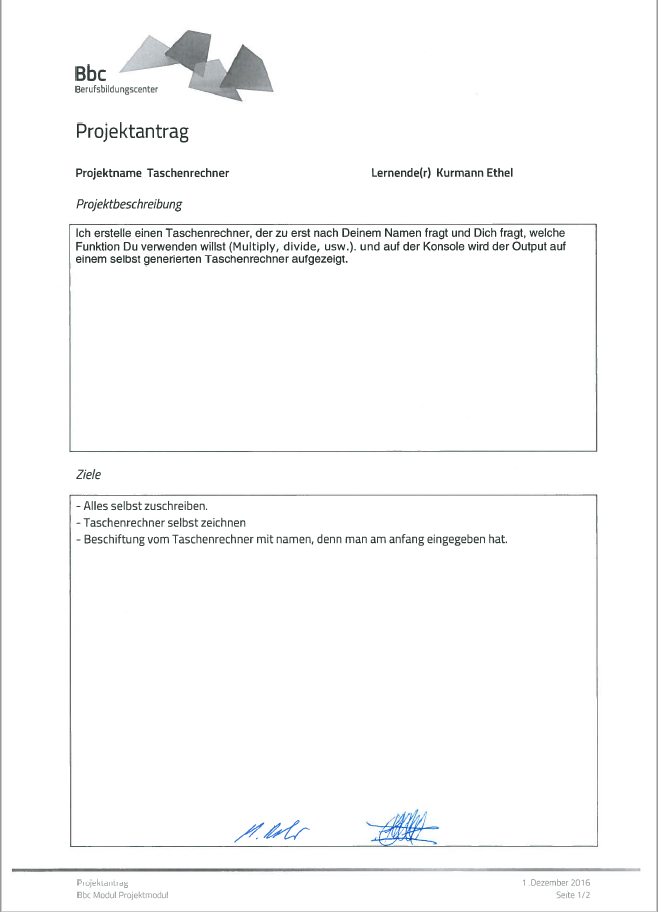 Bbc
Berufsbildungscenter
Projektantrag
Projektname Taschenrechner
Lernende(r) Kurmann Ethel
Projektbeschreibung
Ich erstelle einen Taschenrechner, der zu erst nach Deinem Namen fragt und Dich fragt, welche
Funktion Du verwenden willst (Multiply, divide, usw.). und auf der Konsole wird der Output auf
einem selbst generierten Taschenrechner aufgezeigt.
Ziele
- Alles selbst zuschreiben.
- Taschenrechner selbst zeichnen
- Beschiftung vom Taschenrechner mit namen, denn man am anfang eingegeben hat.
Projektantrag
Bbc Modul Projektmodul
1. Dezember 2016
Seite 1/2